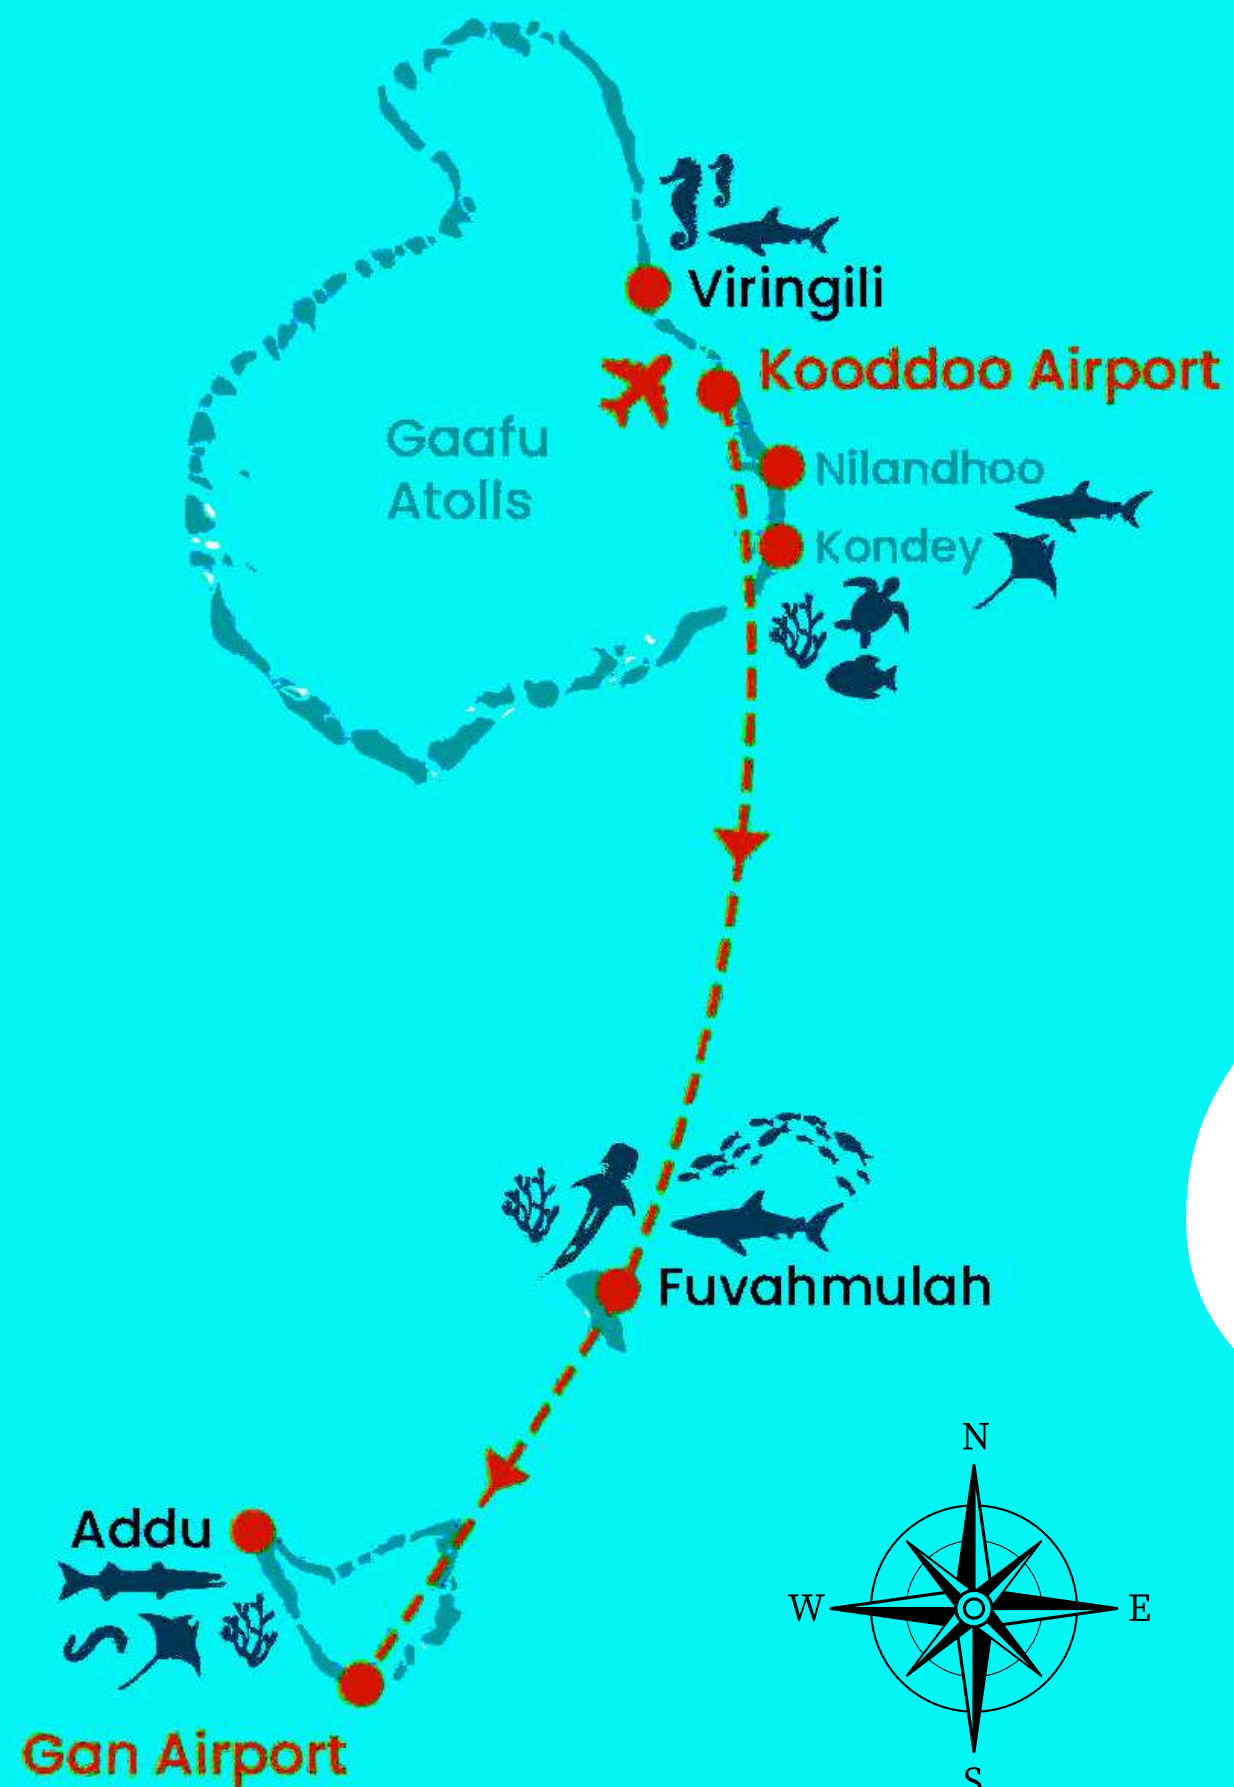 Viringili
Kooddoo Airport
Gaafu
Atolls
Nilandhoo
Kondey
Fuvahmulah
N
Addu
W
E
S
Gan Airport